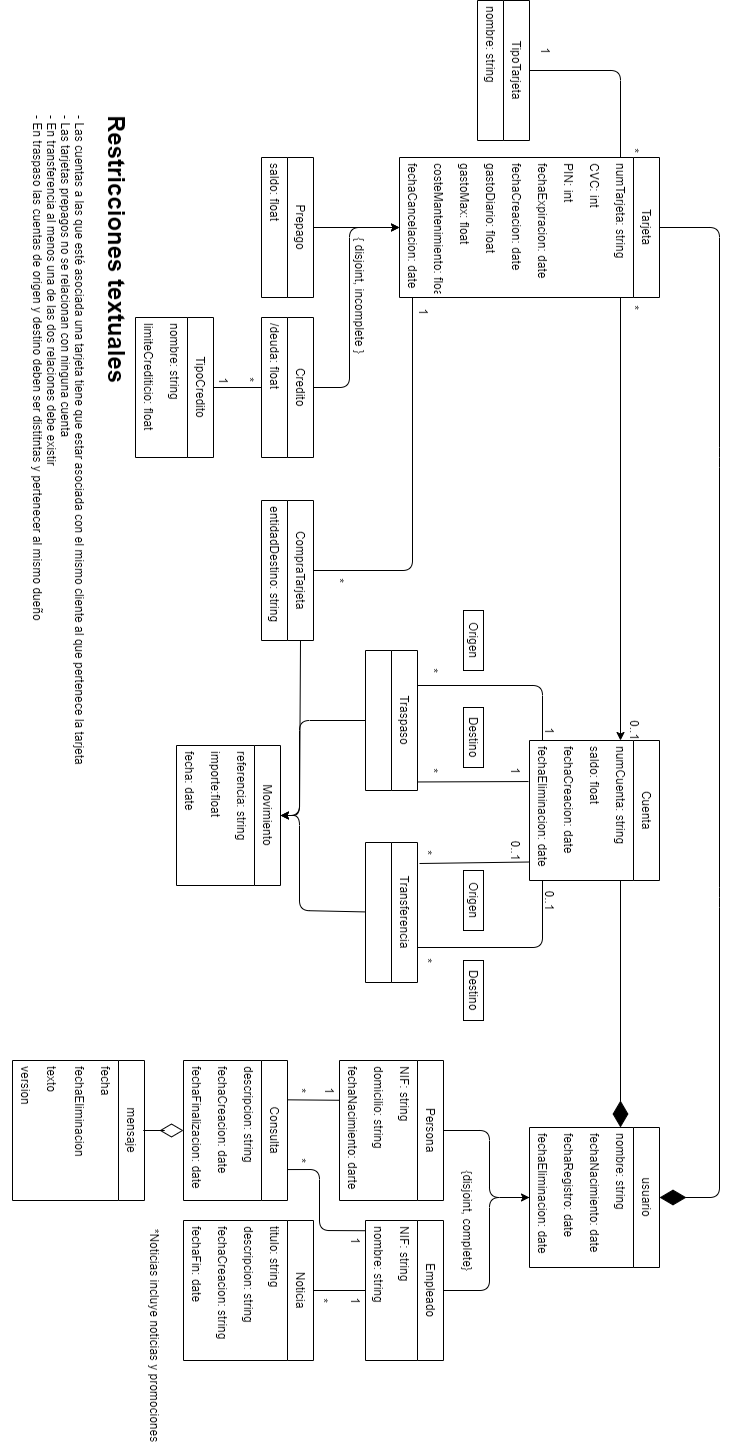 TipoTarjeta
nombre: string
1
*
Tarjeta
numTarjeta: string
CVC: int
PIN: int
fechaExpiracion: date
fechaCreacion: date
gastoDiario: float
gastoMax: float
costeMantenimiento: floa
fechaCancelacion: date
*
1
{ disjoint, incomplete }
Prepago
saldo: float
Credito
/deuda: float
*
1
TipoCredito
nombre: string
limiteCrediticio: float
CompraTarjeta
entidadDestino: string
*
0..1
Cuenta
numCuenta: string
saldo: float
fechaCreacion: date
fechaEliminacion: date
1
1
0..1
0..1
Origen
Destino
Origen
Destino
*
*
*
*
Traspaso
Transferencia
Movimiento
referencia: string
importe:float
fecha: date
usuario
nombre: string
fechaNacimiento: date
fechaRegistro: date
fechaEliminacion: date
{disjoint, complete}
Persona
NIF: string
domicilio: string
fechaNacimiento: darte
Empleado
NIF: string
nombre: string
1
*
1
*
1
*
Consulta
descripcion: string
fechaCreacion: date
fechaFinalizacion: date
Noticia
titulo: string
descripcion: string
fechaCreacion: string
fechaFin: date
mensaje
fecha
fechaEliminacion
texto
version
*Noticias incluye noticias y promociones
Restricciones textuales
- Las cuentas a las que esté asociada una tarjeta tiene que estar asociada con el mismo cliente al que pertenece la tarjeta
- Las tarjetas prepagos no se relacionan con ninguna cuenta
- En transferencia al menos una de las dos relaciones debe existir
- En traspaso las cuentas de origen y destino deben ser distitntas y pertenecer al mismo dueño